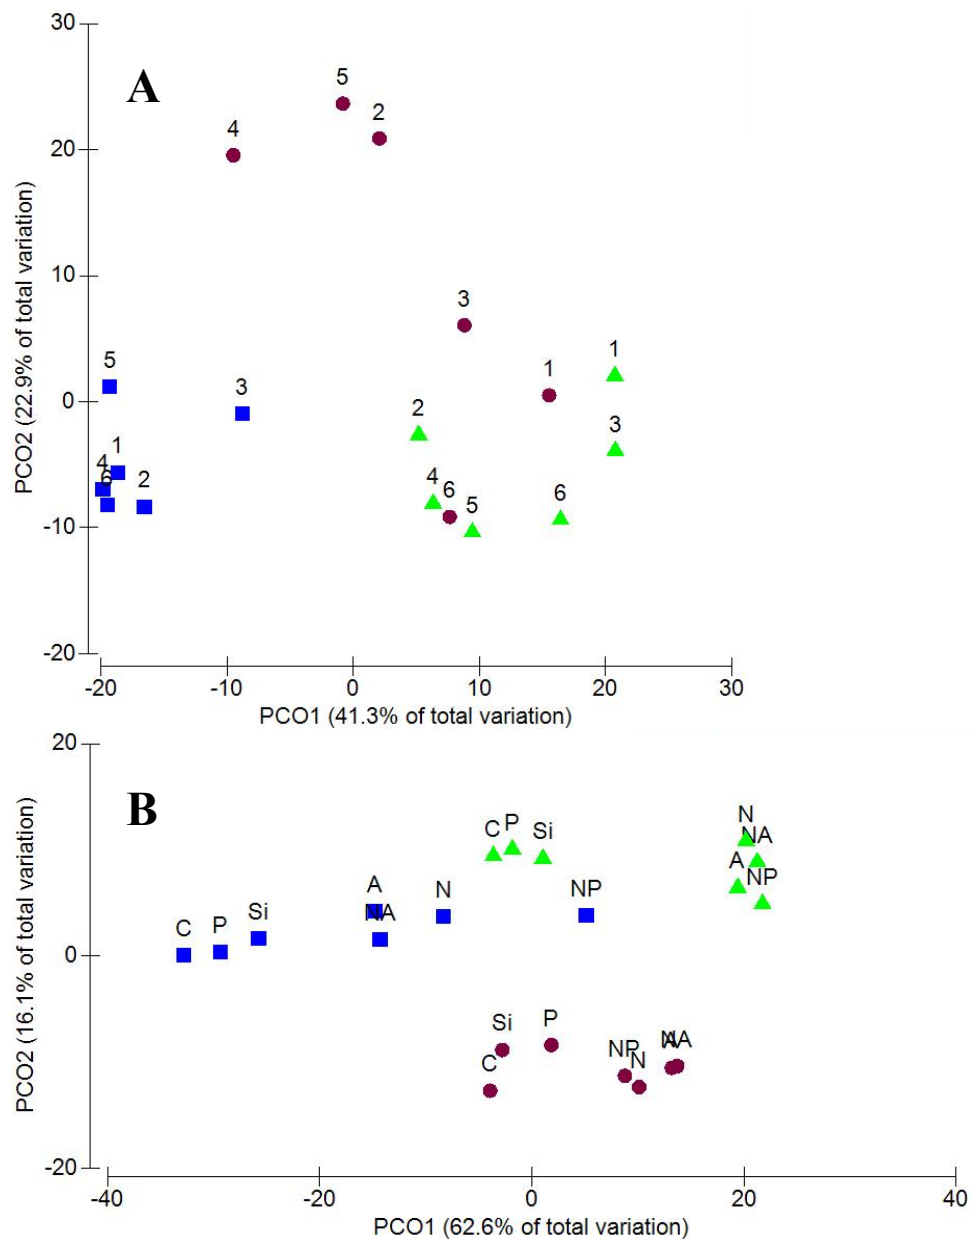 30
A
5
2
4
20
10
3
1
1
5
3
2
3
0
4
1
6
2
4
6
5
6
-10
-20
-20
-10
0
10
20
30
PCO2 (22.9% of total variation)
PCO1 (41.3% of total variation)
20
B
N
NA
C
P
Si
A
NP
A
N
NP
NA
C
P
Si
0
Si
P
C
NP
N
A
NA
-20
-40
-20
0
20
40
PCO2 (16.1% of total variation)
PCO1 (62.6% of total variation)